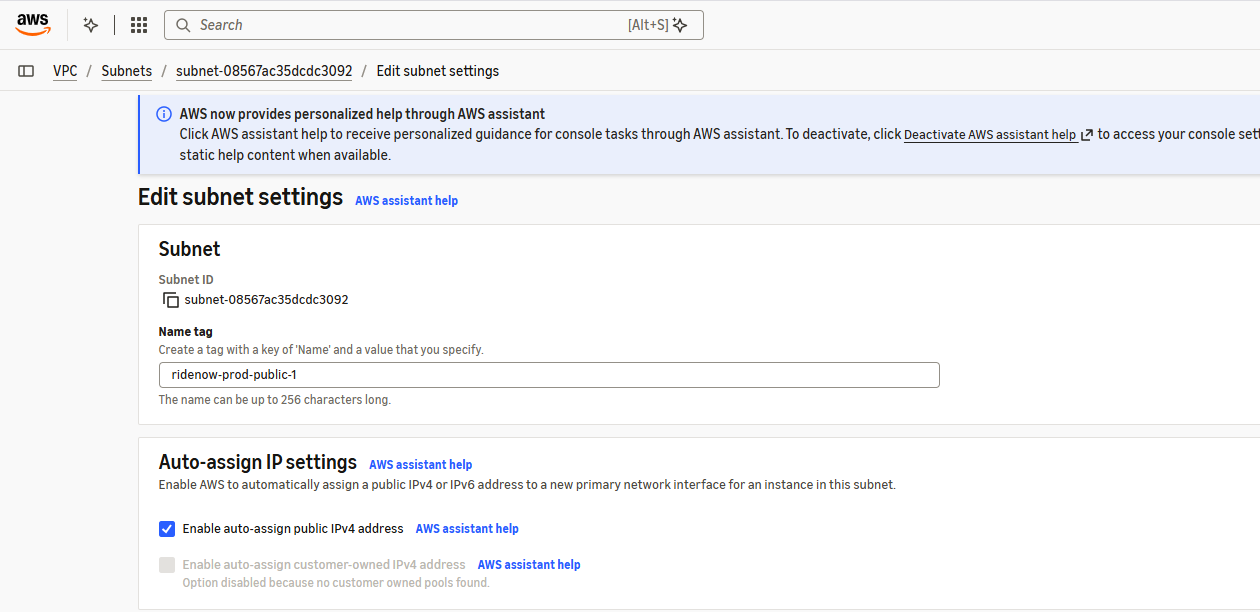 aws
Search [Alt+S]
VPC / Subnets / subnet-08567ac35dcdc3092 / Edit subnet settings
AWS now provides personalized help through AWS assistant
Click AWS assistant help to receive personalized guidance for console tasks through AWS assistant. To deactivate, click Deactivate AWS assistant help to access your console
static help content when available.
Edit subnet settings AWS assistant help
Subnet
Subnet ID
subnet-08567ac35dcdc3092
Name tag
Create a tag with a key of 'Name' and a value that you specify.
ridenow-prod-public-1
The name can be up to 256 characters long.
Auto-assign IP settings AWS assistant help
Enable AWS to automatically assign a public IPv4 or IPv6 address to a new primary network interface for an instance in this subnet.
Enable auto-assign public IPv4 address AWS assistant help
Enable auto-assign customer-owned IPv4 address AWS assistant help
Option disabled because no customer owned pools found.